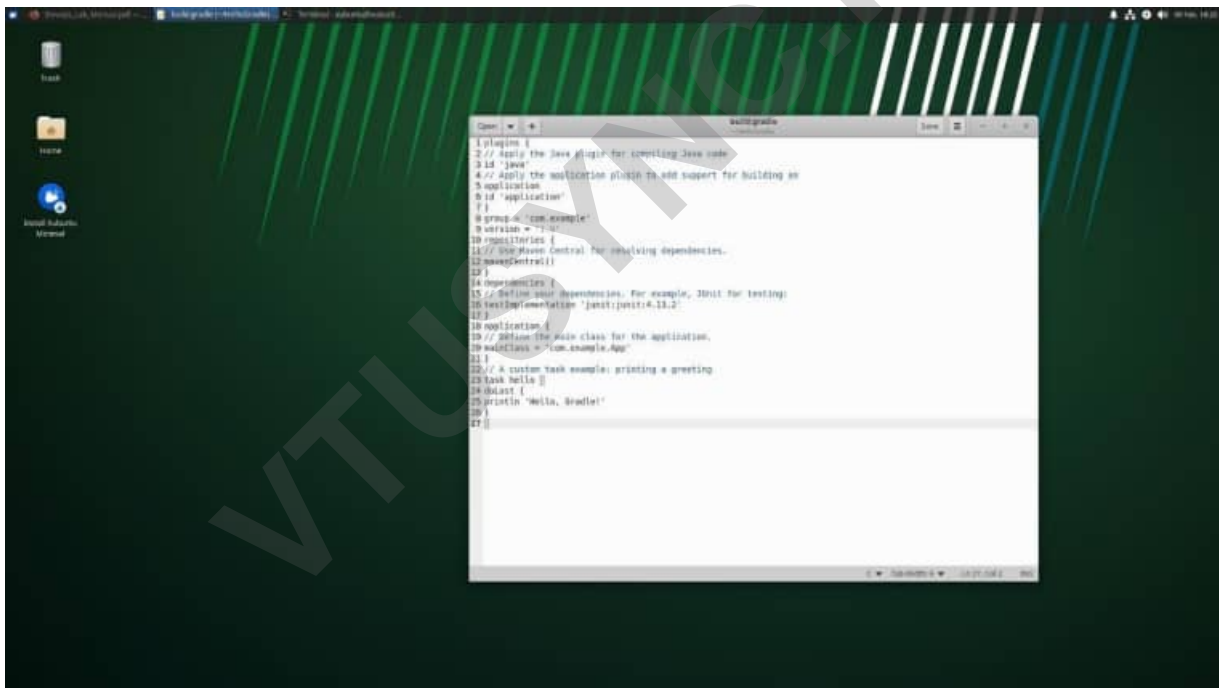 Trash
Home
Install Xubuntu
Minimal
Open
build.gradle
Save
1 plugins {
2 // Apply the Java plugin for compiling Java code
3 id 'java'
4 // Apply the application plugin to add support for building an
5 application
6 id 'application'
7 }
8 group = 'com.example'
9 version =
10 repositories {
11 // Use Maven Central for resolving dependencies.
12 mavenCentral()
13 }
14 dependencies {
15 // Define your dependencies. For example, JUnit for testing:
16 testImplementation 'junit:junit:4.13.2'
17 }
18 application {
19 // Define the main class for the application.
20 mainClass = 'com.example.App'
21 }
22 // A custom task example: printing a greeting
23 task hello {
24 doLast {
25 println 'Hello, Gradle!'
26 }
27 }
VTUSYNC.